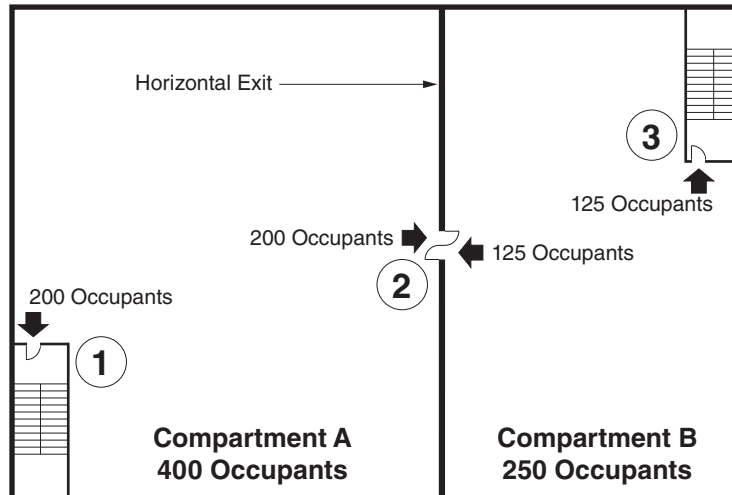 Horizontal Exit
3
125 Occupants
200 Occupants
125 Occupants
2
200 Occupants
1
Compartment A
400 Occupants
Compartment B
250 Occupants